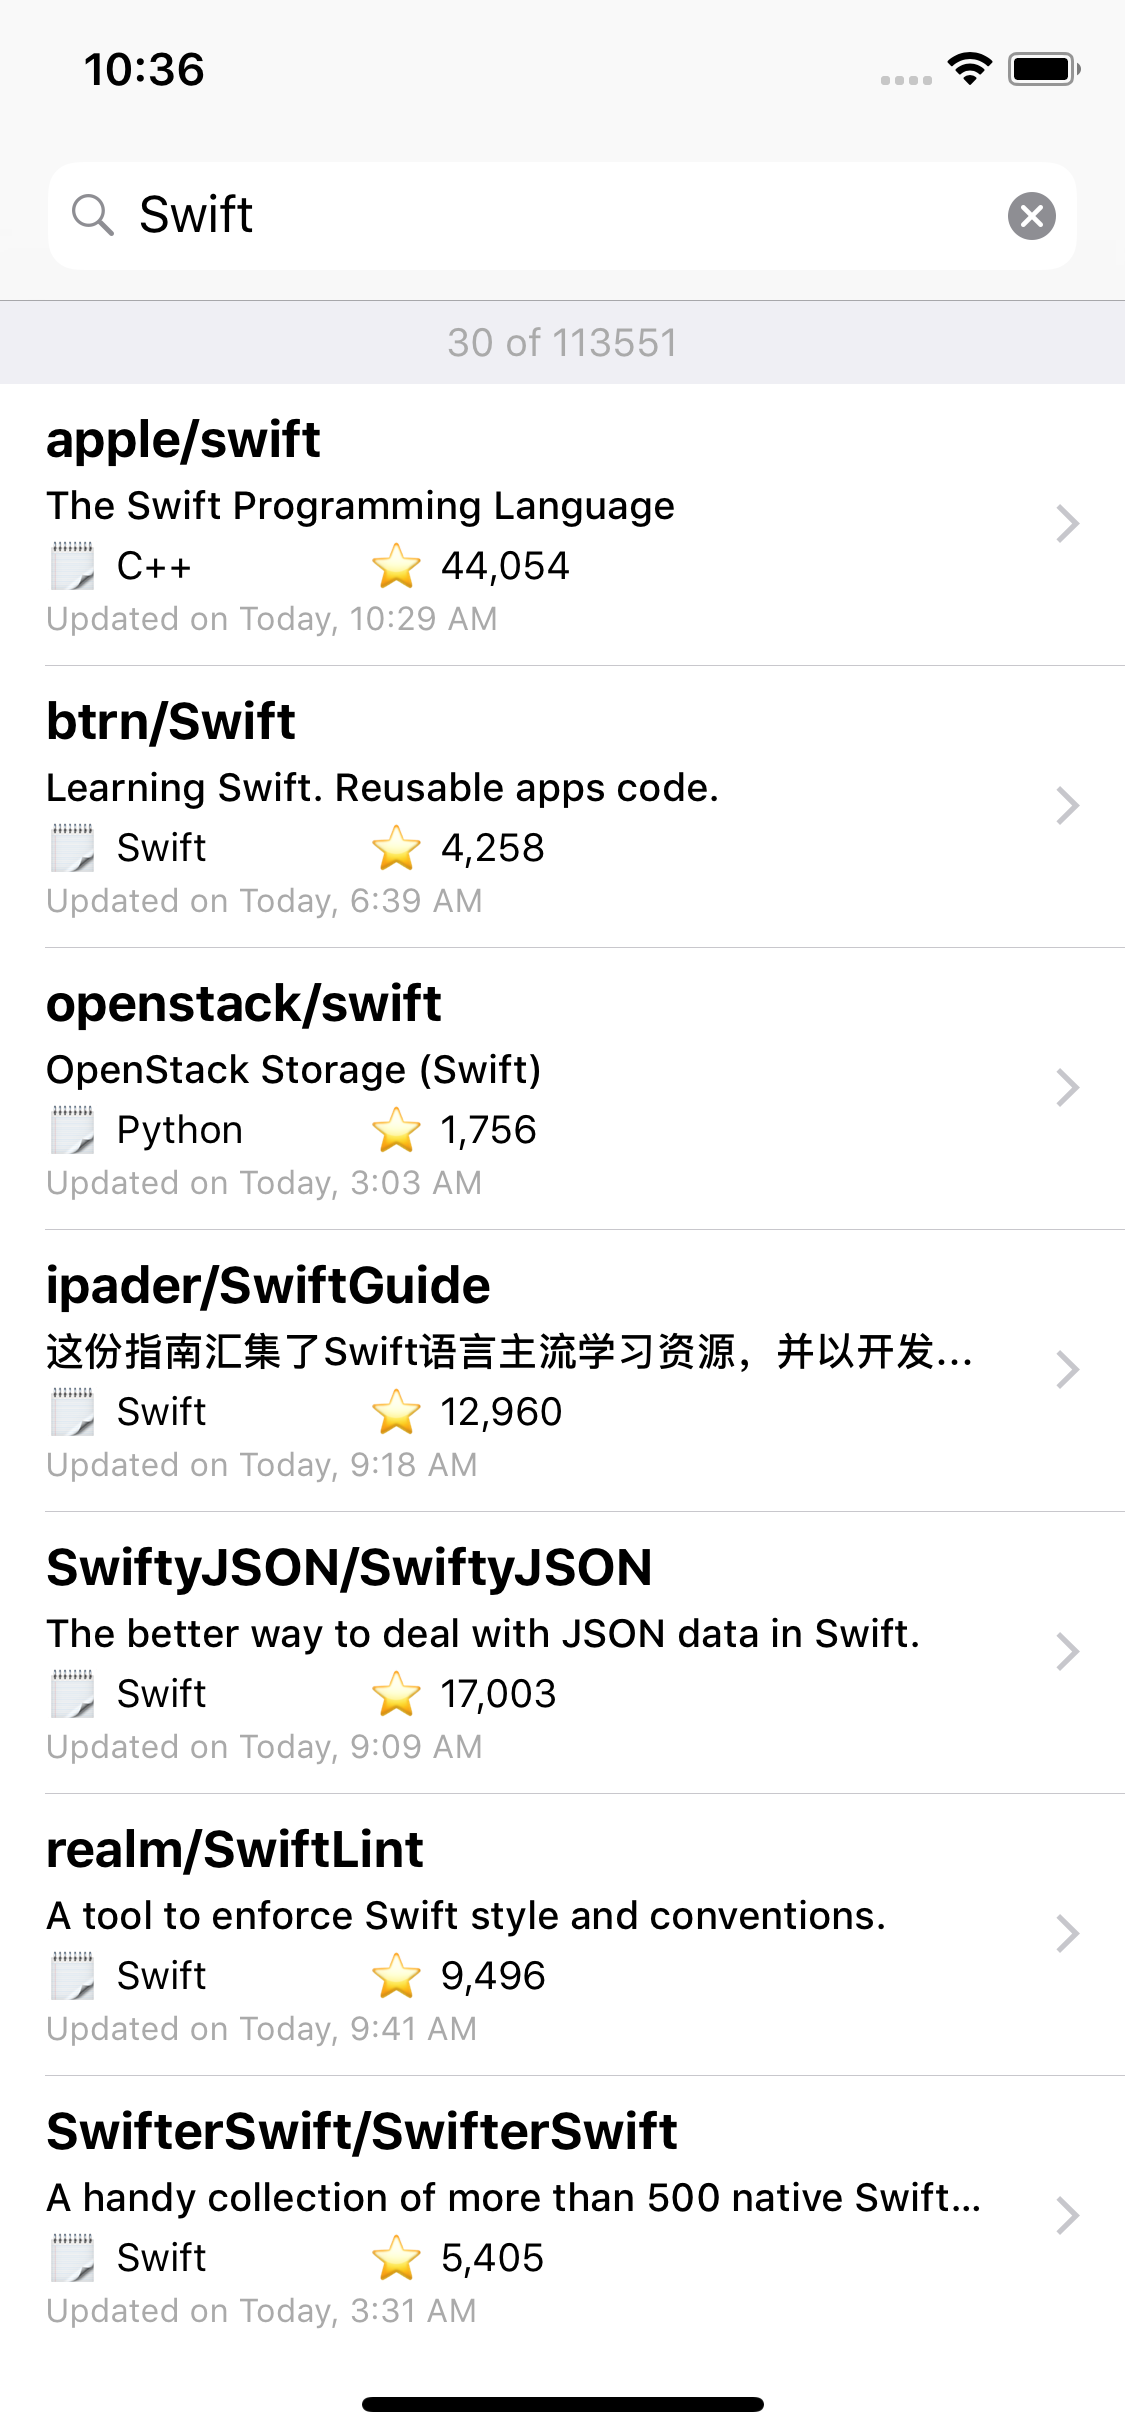 10:36
Swift
30 of 113551
apple/swift
The Swift Programming Language
C++ 44,054
Updated on Today, 10:29 AM
btrn/Swift
Learning Swift. Reusable apps code.
Swift 4,258
Updated on Today, 6:39 AM
openstack/swift
OpenStack Storage (Swift)
Python 1,756
Updated on Today, 3:03 AM
ipader/SwiftGuide
这份指南汇集了Swift语言主流学习资源，并以开发...
Swift 12,960
Updated on Today, 9:18 AM
SwiftyJSON/SwiftyJSON
The better way to deal with JSON data in Swift.
Swift 17,003
Updated on Today, 9:09 AM
realm/SwiftLint
A tool to enforce Swift style and conventions.
Swift 9,496
Updated on Today, 9:41 AM
SwifterSwift/SwifterSwift
A handy collection of more than 500 native Swift...
Swift 5,405
Updated on Today, 3:31 AM